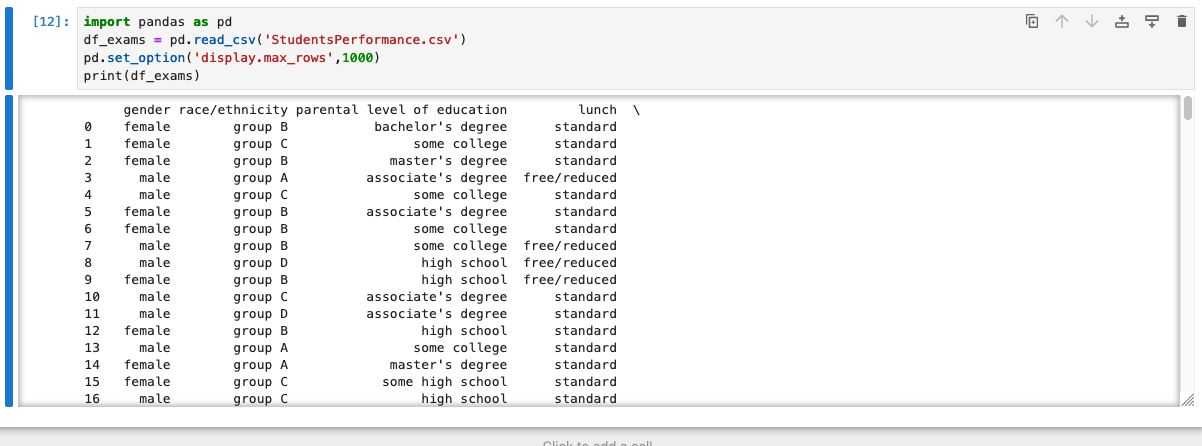 [12]: import pandas as pd
df_exams = pd.read_csv('StudentsPerformance.csv')
pd.set_option('display.max_rows',1000)
print(df_exams)
gender race/ethnicity parental level of education lunch \
0 female group B bachelor's degree standard
1 female group C some college standard
2 female group B master's degree standard
3 male group A associate's degree free/reduced
4 male group C some college standard
5 female group B associate's degree standard
6 female group B some college standard
7 male group B some college free/reduced
8 male group D high school free/reduced
9 female group B high school free/reduced
10 male group C associate's degree standard
11 male group D associate's degree standard
12 female group B high school standard
13 male group A some college standard
14 female group A master's degree standard
15 female group C some high school standard
16 male group C high school standard
Click to add a cell